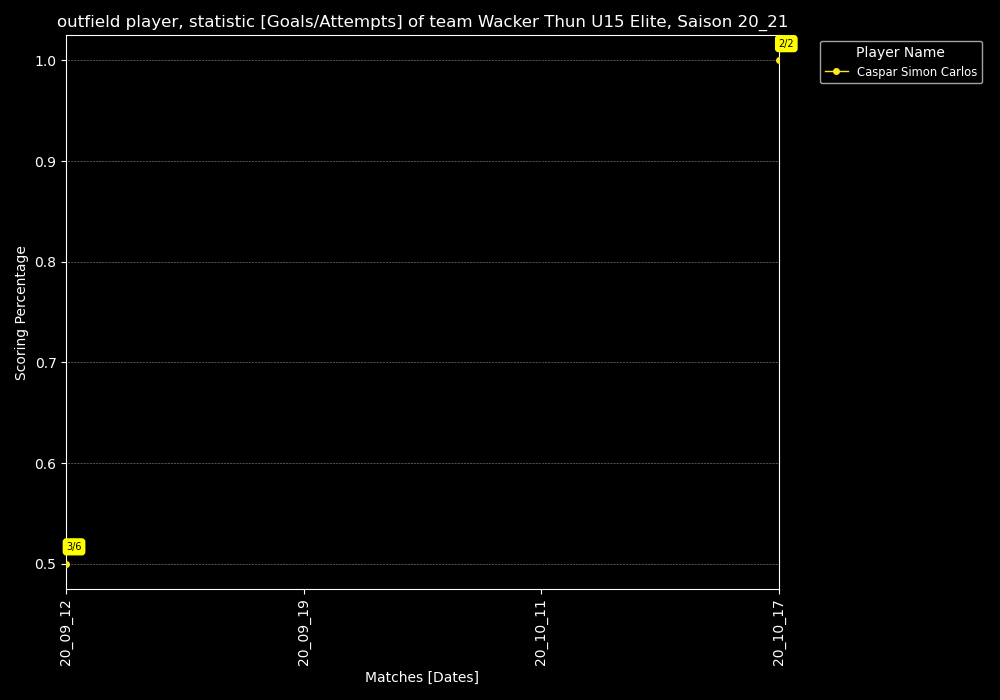 outfield player, statistic [Goals/Attempts] of team Wacker Thun U15 Elite, Saison 20_21
2/2
Player Name
Caspar Simon Carlos
1.0
0.9
0.8
0.7
0.6
0.5
3/6
Scoring Percentage
20_09_12
20_09_19
20_10_11
20_10_17
Matches [Dates]